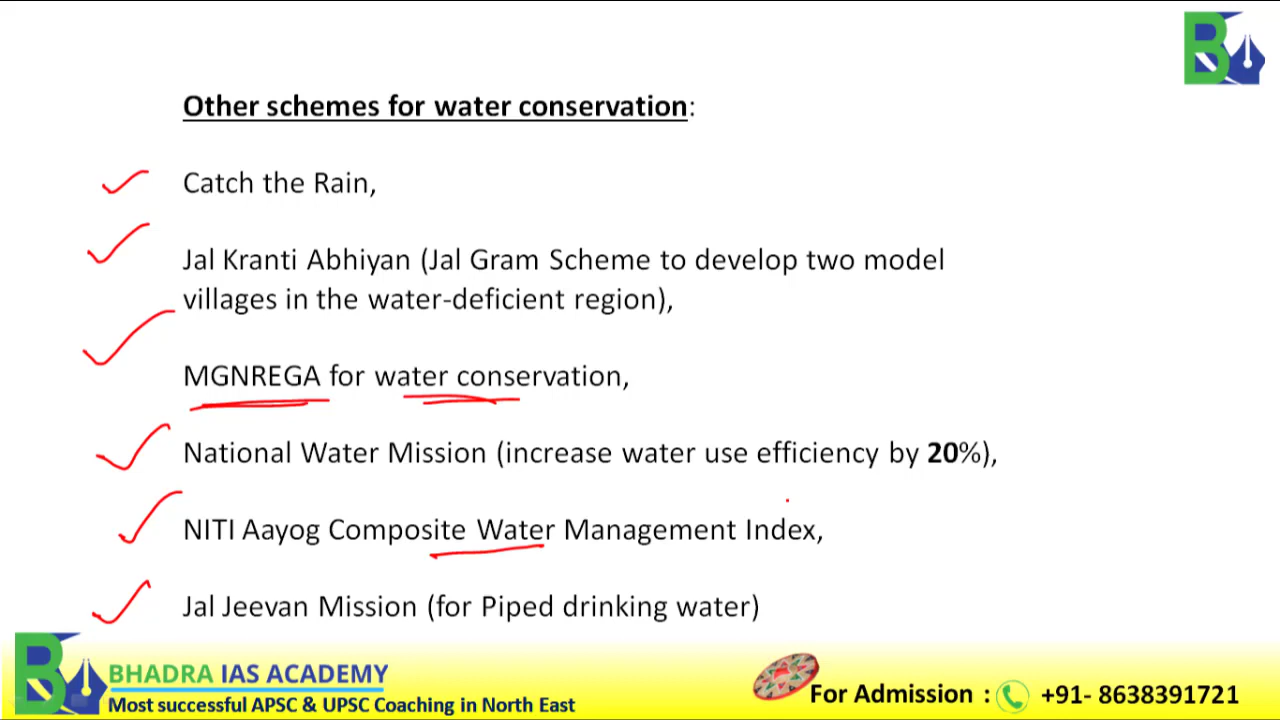 Other schemes for water conservation:
Catch the Rain,
Jal Kranti Abhiyan (Jal Gram Scheme to develop two model
villages in the water-deficient region),
MGNREGA for water conservation,
National Water Mission (increase water use efficiency by 20%),
NITI Aayog Composite Water Management Index,
Jal Jeevan Mission (for Piped drinking water)
BHADRA IAS ACADEMY
Most successful APSC & UPSC Coaching in North East
For Admission : +91- 8638391721